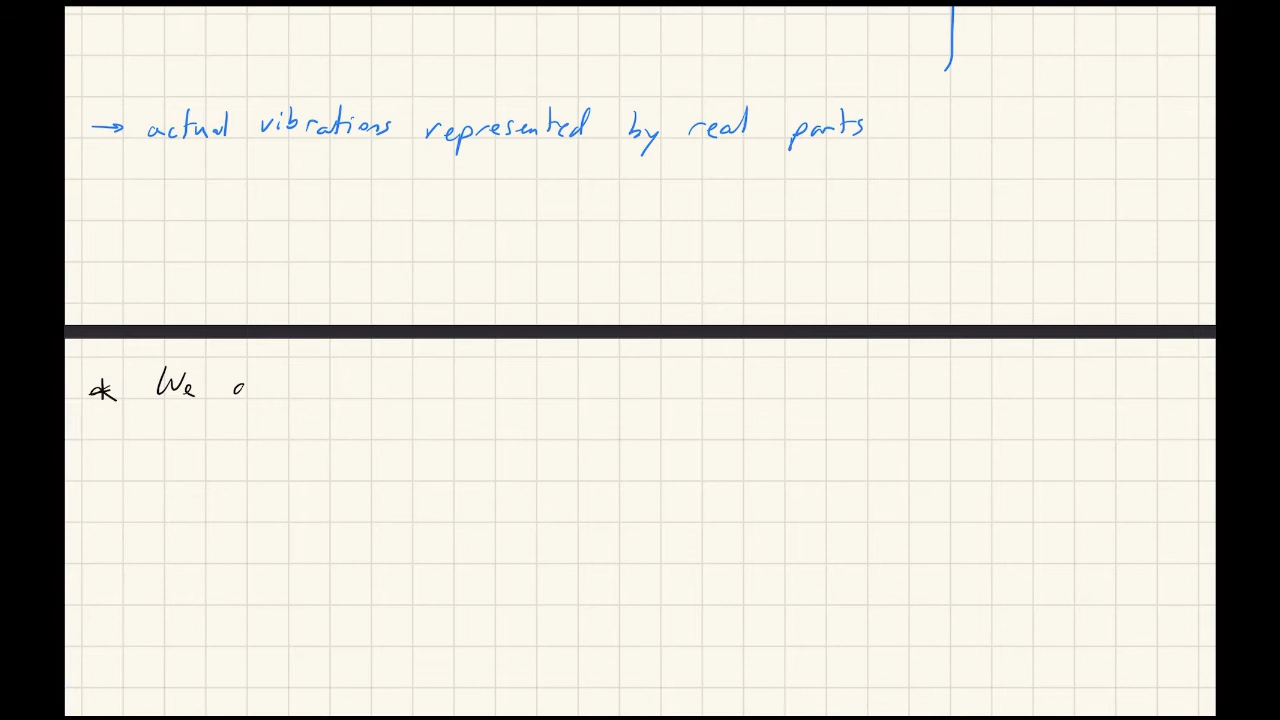 → actual vibrations represented by real parts
* We a